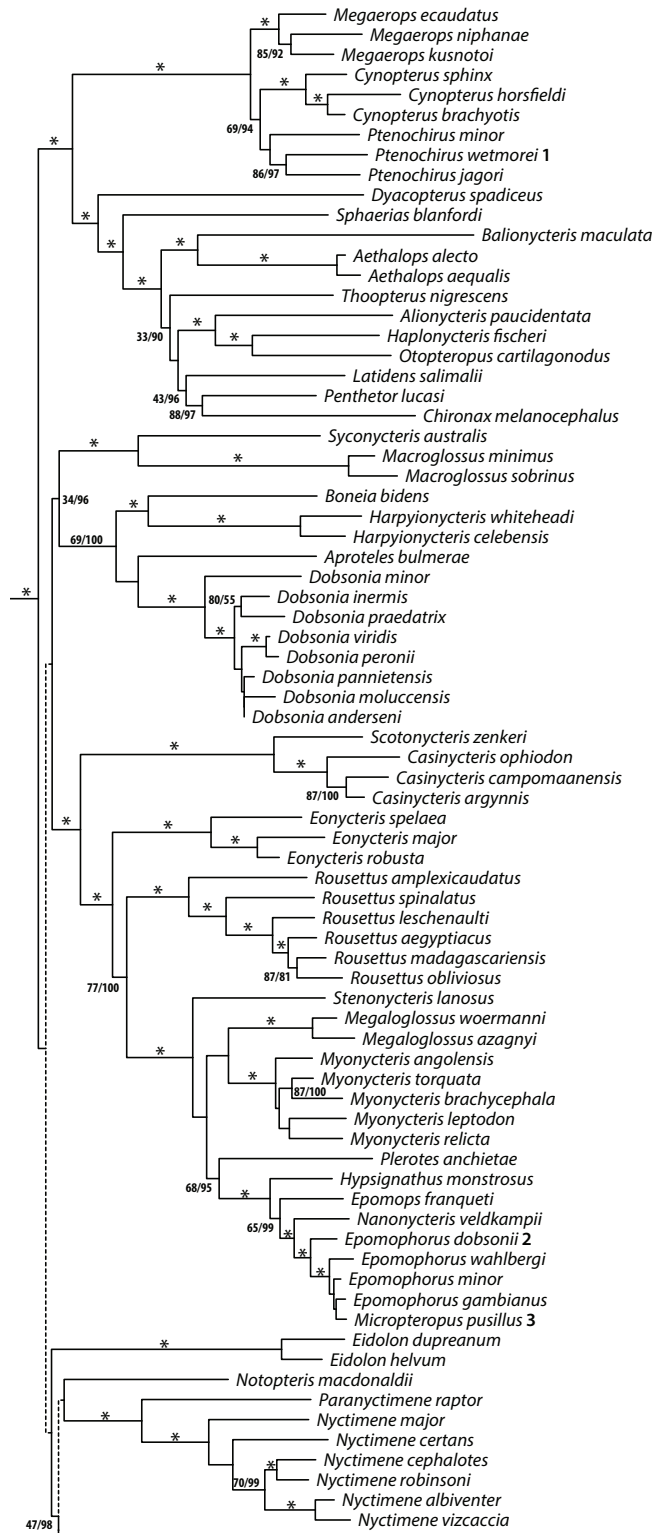 Megaerops ecaudatus
*
Megaerops niphanae
85/92
Megaerops kusnotoi
*
Cynopterus sphinx
*
Cynopterus horsfieldi
*
Cynopterus brachyotis
69/94
Ptenochirus minor
*
Ptenochirus wetmorei 1
86/97
Ptenochirus jagori
Dyacopterus spadiceus
*
Sphaerias blanfordi
*
Balionycteris maculata
*
Aethalops alecto
*
Aethalops aequalis
*
Thoopterus nigrescens
Alionycteris paucidentata
33/90
*
Haplonycteris fischeri
*
Otopteropus cartilagonodus
Latidens salimalii
43/96
Penthetor lucasi
88/97
Chironax melanocephalus
Syconycteris australis
*
Macroglossus minimus
*
Macroglossus sobrinus
34/96
Boneia bidens
*
Harpyionycteris whiteheadi
*
Harpyionycteris celebensis
69/100
Aproteles bulmerae
Dobsonia minor
*
Dobsonia inermis
80/55
Dobsonia praedatrix
*
Dobsonia viridis
*
Dobsonia peronii
Dobsonia pannietensis
Dobsonia moluccensis
Dobsonia anderseni
*
Scotonycteris zenkeri
*
Casinycteris ophiodon
*
Casinycteris campomaanensis
87/100
Casinycteris argynnis
Eonycteris spelaea
*
Eonycteris major
*
Eonycteris robusta
*
Rousettus amplexicaudatus
*
Rousettus spinalatus
*
Rousettus leschenaulti
*
Rousettus aegyptiacus
*
Rousettus madagascariensis
87/81
Rousettus obliviosus
77/100
Stenonycteris lanosus
Megaloglossus woermanni
*
Megaloglossus azagnyi
*
Myonycteris angolensis
Myonycteris torquata
*
87/100
Myonycteris brachycephala
Myonycteris leptodon
Myonycteris relicta
Plerotes anchietae
68/95
Hypsignathus monstrosus
*
Epomops franqueti
65/99
Nanonycteris veldkampii
*
Epomophorus dobsonii 2
*
Epomophorus wahlbergi
*
Epomophorus minor
Epomophorus gambianus
Micropteropus pusillus 3
Eidolon dupreanum
*
Eidolon helvum
Notopteris macdonaldii
Paranyctimene raptor
*
Nyctimene major
*
Nyctimene certans
Nyctimene cephalotes
*
70/99
Nyctimene robinsoni
Nyctimene albiventer
*
Nyctimene vizcaccia
47/98